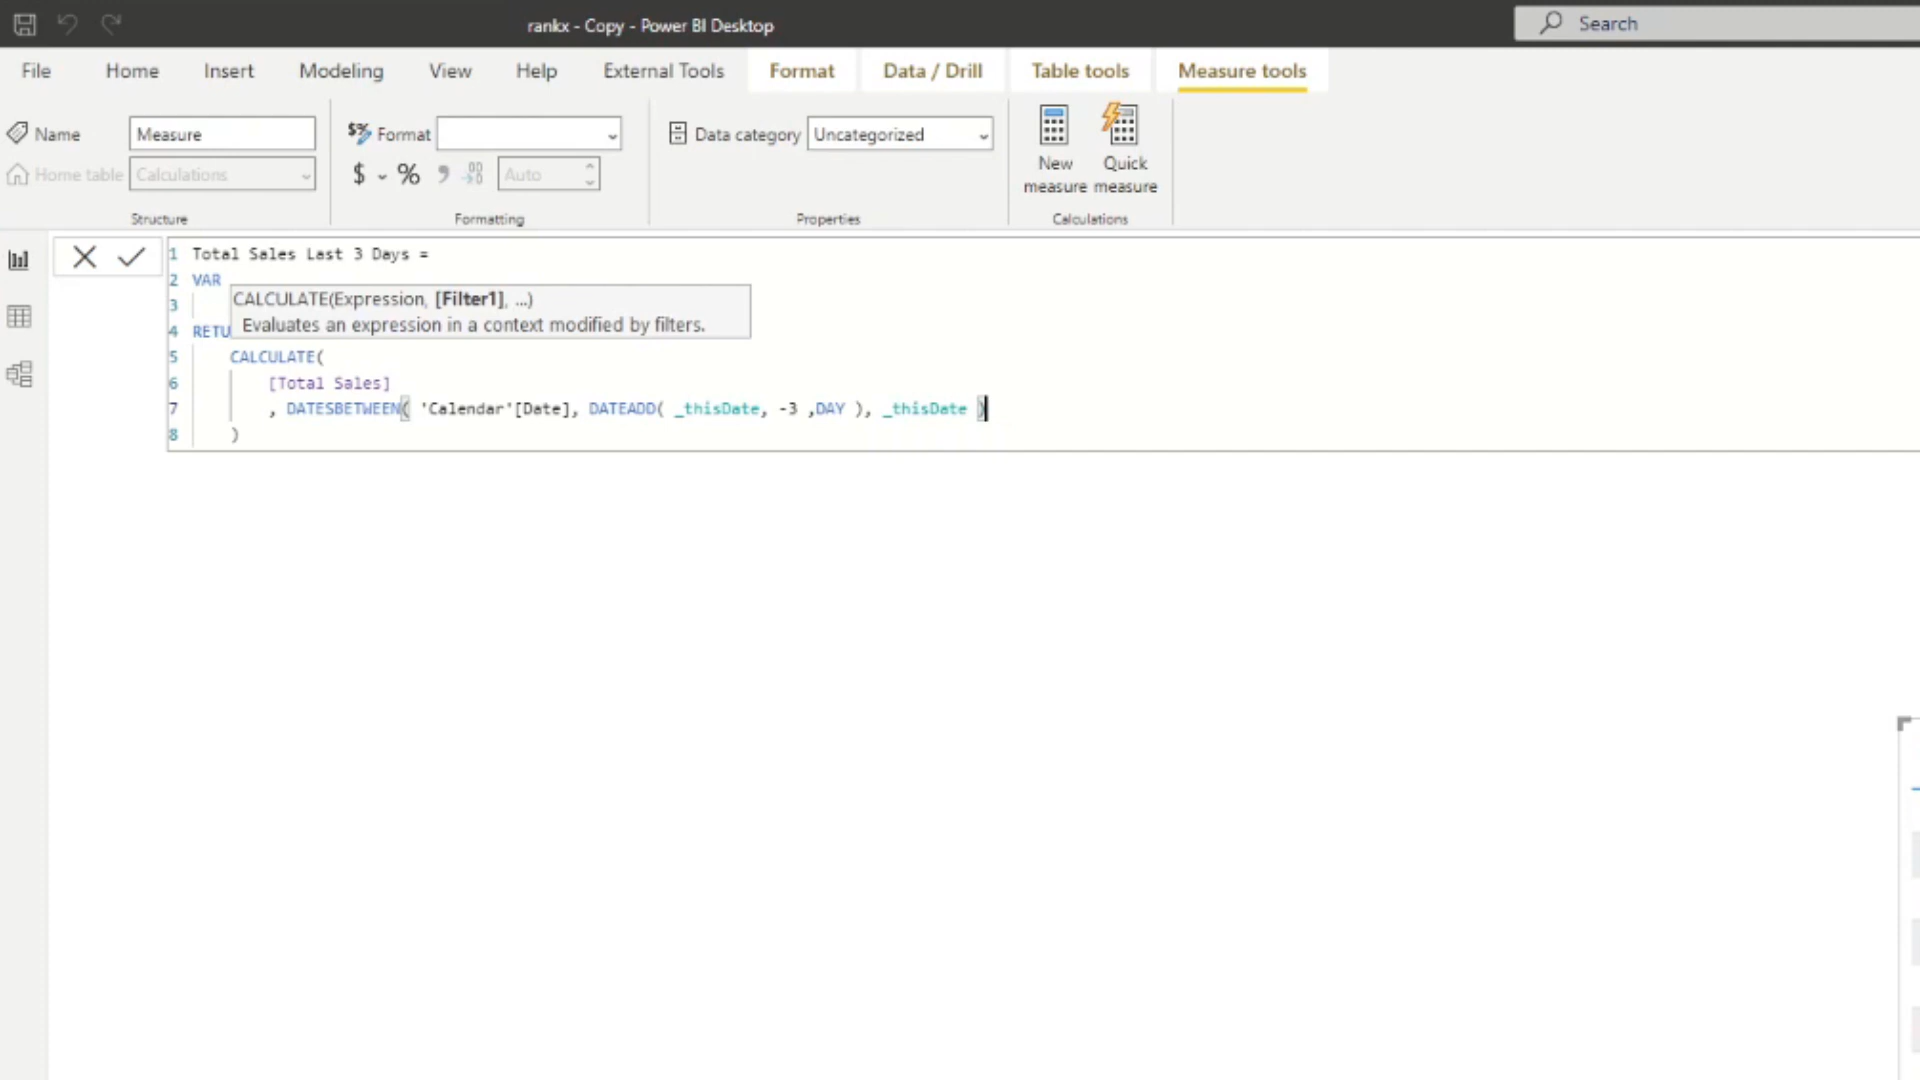 rankx - Copy - Power BI Desktop
Search
File Home Insert Modeling View Help External Tools Format Data / Drill Table tools Measure tools
Name Measure
Format
Data category Uncategorized
Home table Calculations
$ % Auto
New measure
Quick measure
Structure Formatting Properties Calculations
1 Total Sales Last 3 Days =
2 VAR
CALCULATE(Expression, [Filter1], ...)
3
Evaluates an expression in a context modified by filters.
4 RETU
5 CALCULATE(
6 [Total Sales]
7 , DATESBETWEEN( 'Calendar'[Date], DATEADD( _thisDate, -3 ,DAY ), _thisDate )
8 )